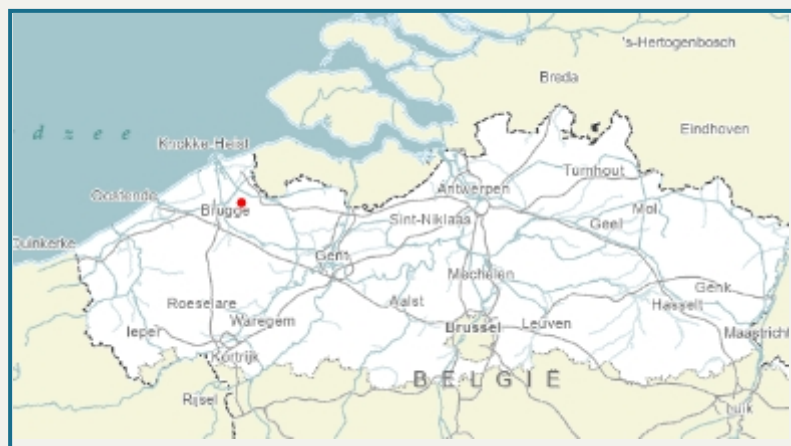 's-Hertogenbosch
Breda
d z e e
Eindhoven
Knokke-Heist
Turnhout
Oostende
Antwerpen
Brugge
Mol
Sint-Niklaas
Geel
Duinkerke
Gent
Mechelen
Genk
Roeselare
Aalst
Hasselt
Waregem
Ieper
Brussel
Leuven
Maastricht
Kortrijk
BELGIË
Rijsel
Luik